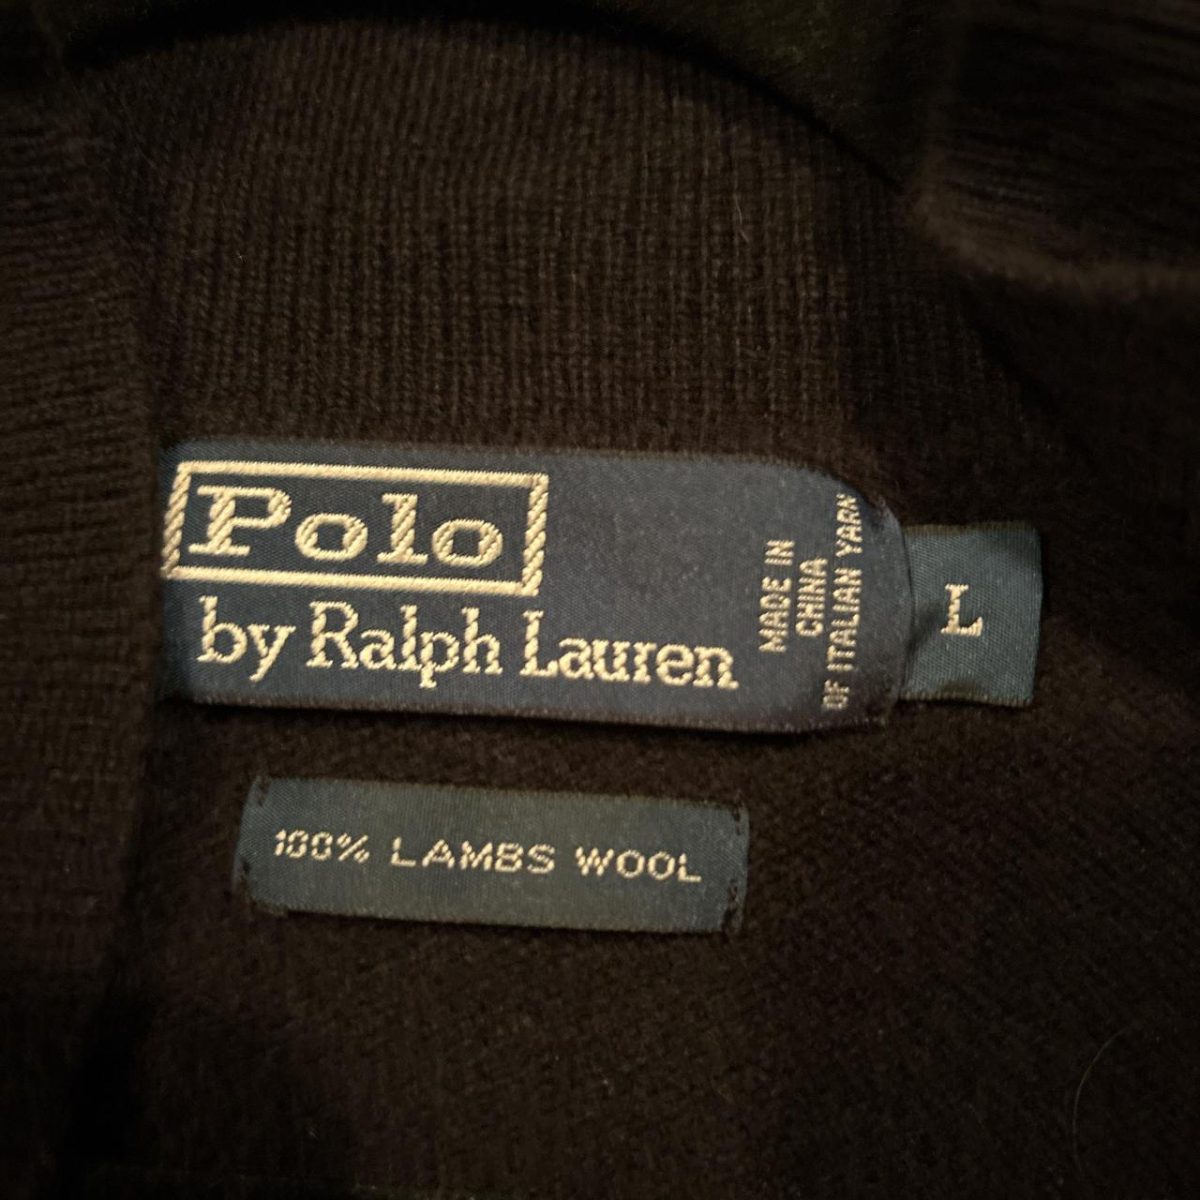 Polo
by Ralph Lauren
MADE IN
CHINA
OF ITALIAN YARN
L
100% LAMBS WOOL